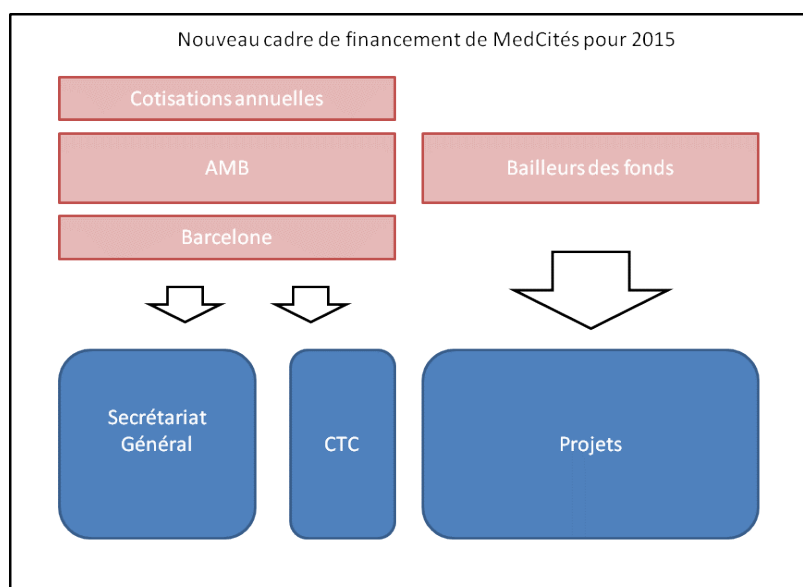 Nouveau cadre de financement de MedCités pour 2015
Cotisations annuelles
AMB
Bailleurs des fonds
Barcelone
Secrétariat
Général
CTC
Projets